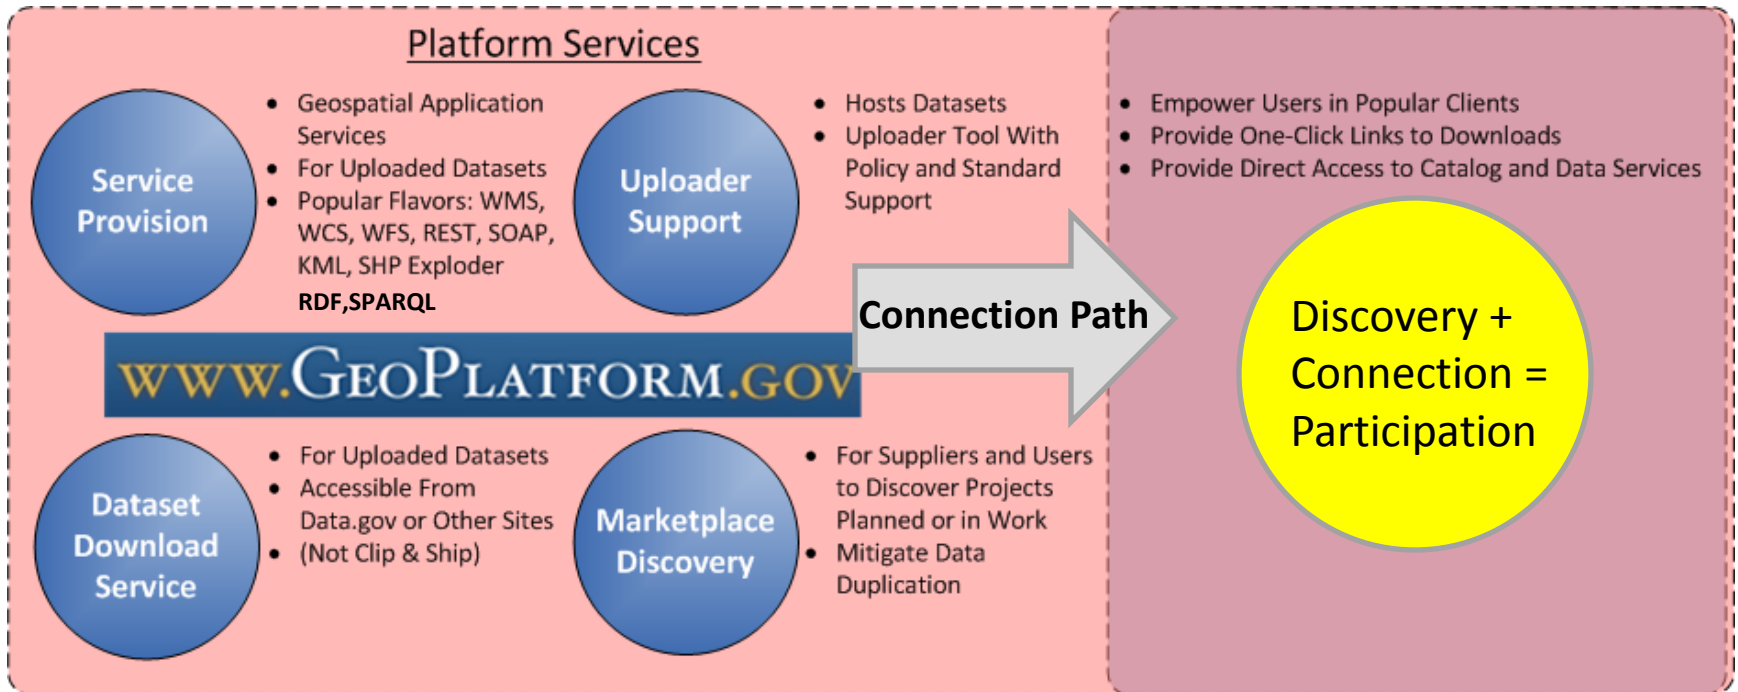 Platform Services
Service
Provision
• Geospatial Application
Services
• For Uploaded Datasets
• Popular Flavors: WMS,
WCS, WFS, REST, SOAP,
KML, SHP Exploder
RDF,SPARQL
Uploader
Support
• Hosts Datasets
• Uploader Tool With
Policy and Standard
Support
• Empower Users in Popular Clients
• Provide One-Click Links to Downloads
• Provide Direct Access to Catalog and Data Services
www.GeoPlatform.gov
Connection Path
Discovery +
Connection =
Participation
Dataset
Download
Service
• For Uploaded Datasets
• Accessible From
Data.gov or Other Sites
• (Not Clip & Ship)
Marketplace
Discovery
• For Suppliers and Users
to Discover Projects
Planned or in Work
• Mitigate Data
Duplication